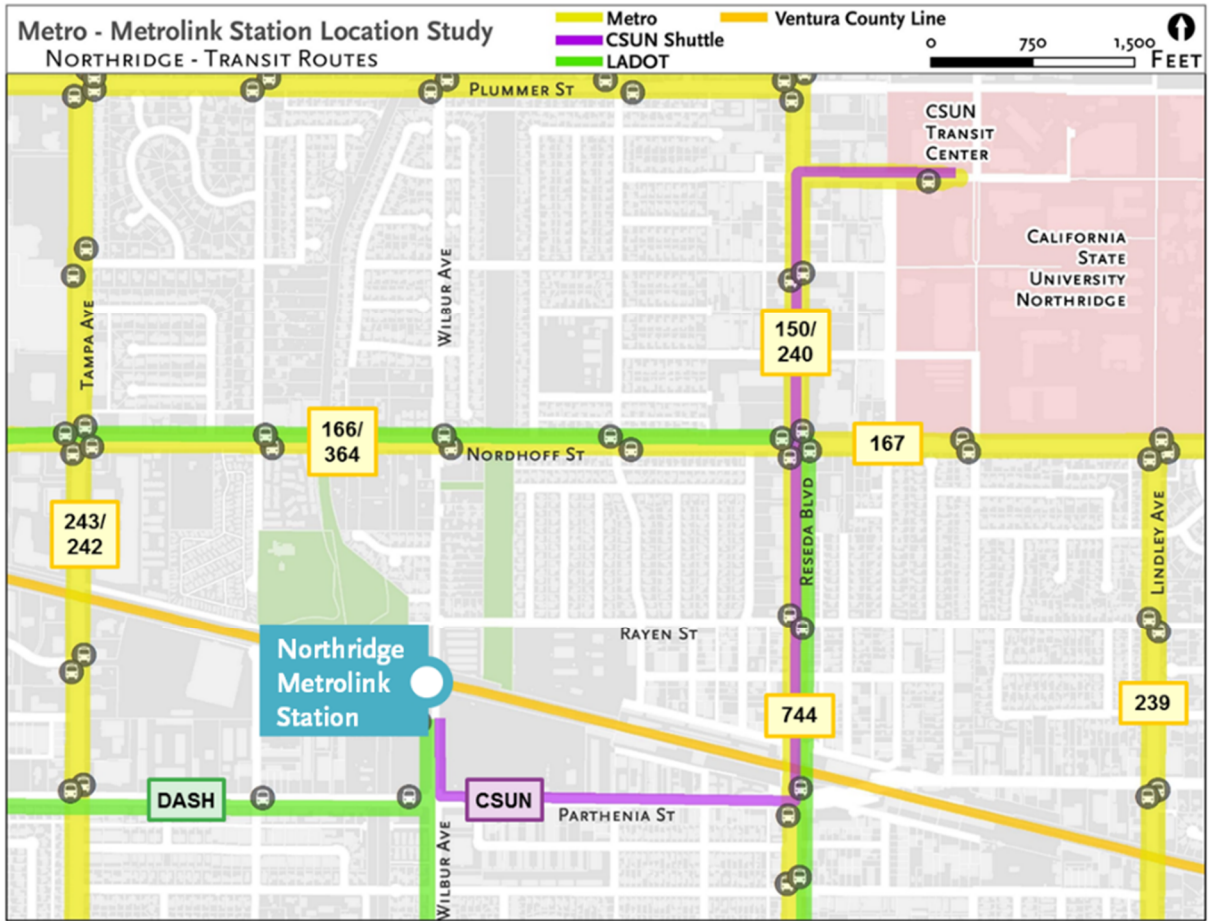 Metro - Metrolink Station Location Study
NORTHRIDGE - TRANSIT ROUTES
Metro
CSUN Shuttle
LADOT
Ventura County Line
0 750 1,500 FEET
PLUMMER ST
CSUN
TRANSIT
CENTER
CALIFORNIA
STATE
UNIVERSITY
NORTHRIDGE
WILBUR AVE
TAMPA AVE
150/
240
166/
364
NORDHOFF ST
167
243/
242
RESEDA BLVD
LINDLEY AVE
RAYEN ST
Northridge
Metrolink
Station
744
239
DASH
CSUN
PARTHENIA ST
WILBUR AVE